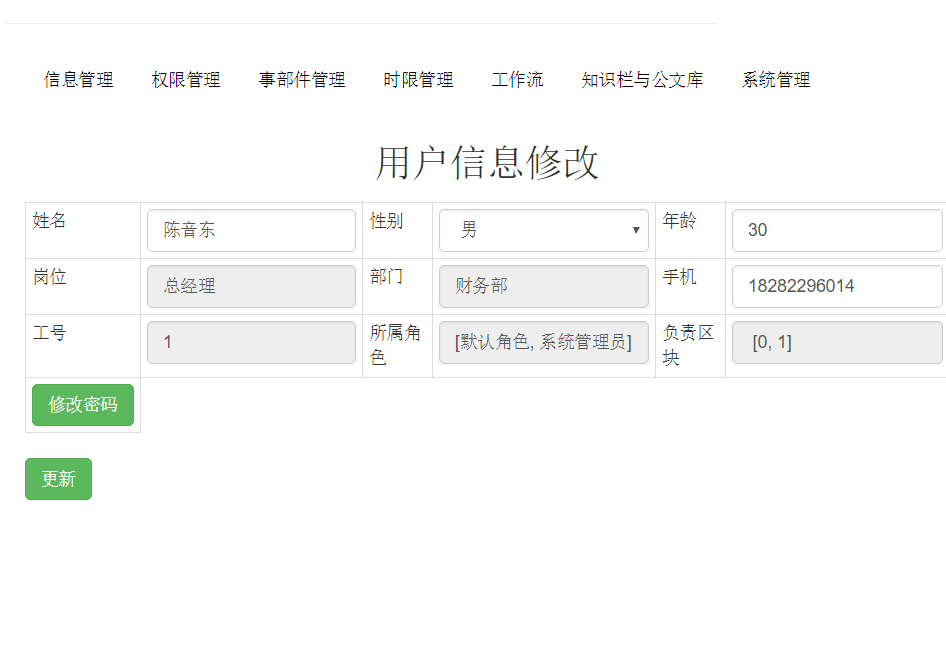 信息管理 权限管理 事部件管理 时限管理 工作流 知识栏与公文库 系统管理
用户信息修改
姓名 陈音东 性别 男 年龄 30
岗位 总经理 部门 财务部 手机 18282296014
工号 1 所属角 [默认角色, 系统管理员] 负责区 [0, 1]
色 块
修改密码
更新